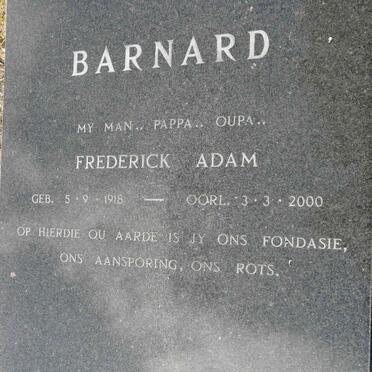 BARNARD
MY MAN.. PAPPA.. OUPA..
FREDERICK ADAM
GEB. 5·9·1918 — OORL. 3·3·2000
OP HIERDIE OU AARDE IS JY ONS FONDASIE,
ONS AANSPORING, ONS ROTS.